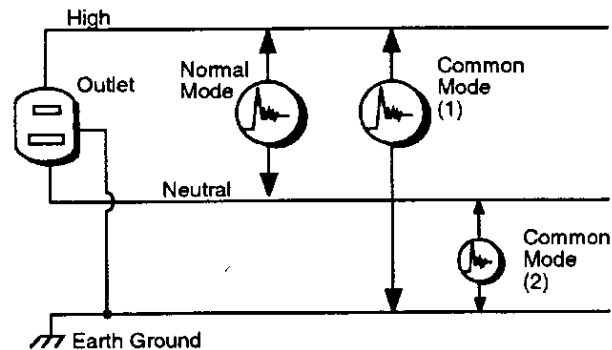 High
Outlet
Normal
Mode
Common
Mode
(1)
Neutral
Common
Mode
(2)
Earth Ground